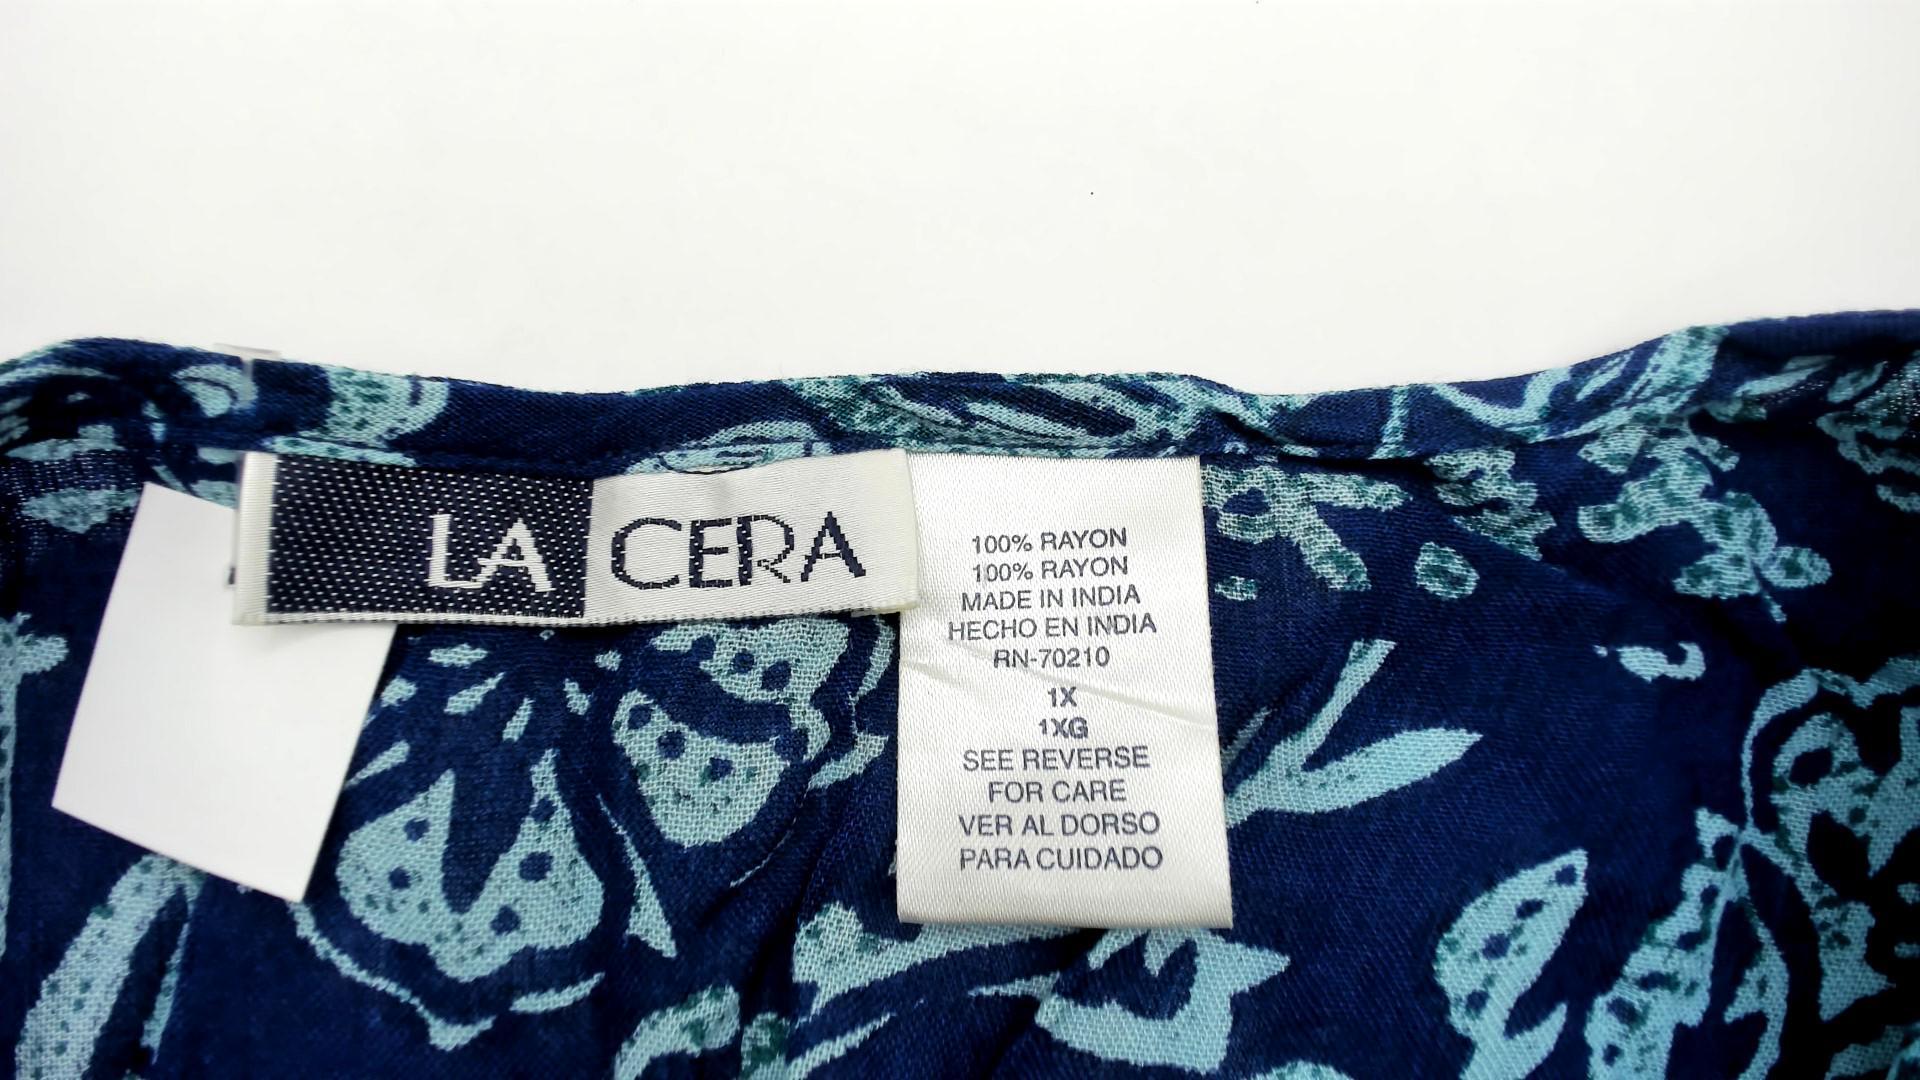 LA CERA
100% RAYON
100% RAYON
MADE IN INDIA
HECHO EN INDIA
RN-70210
1X
1XG
SEE REVERSE
FOR CARE
VER AL DORSO
PARA CUIDADO